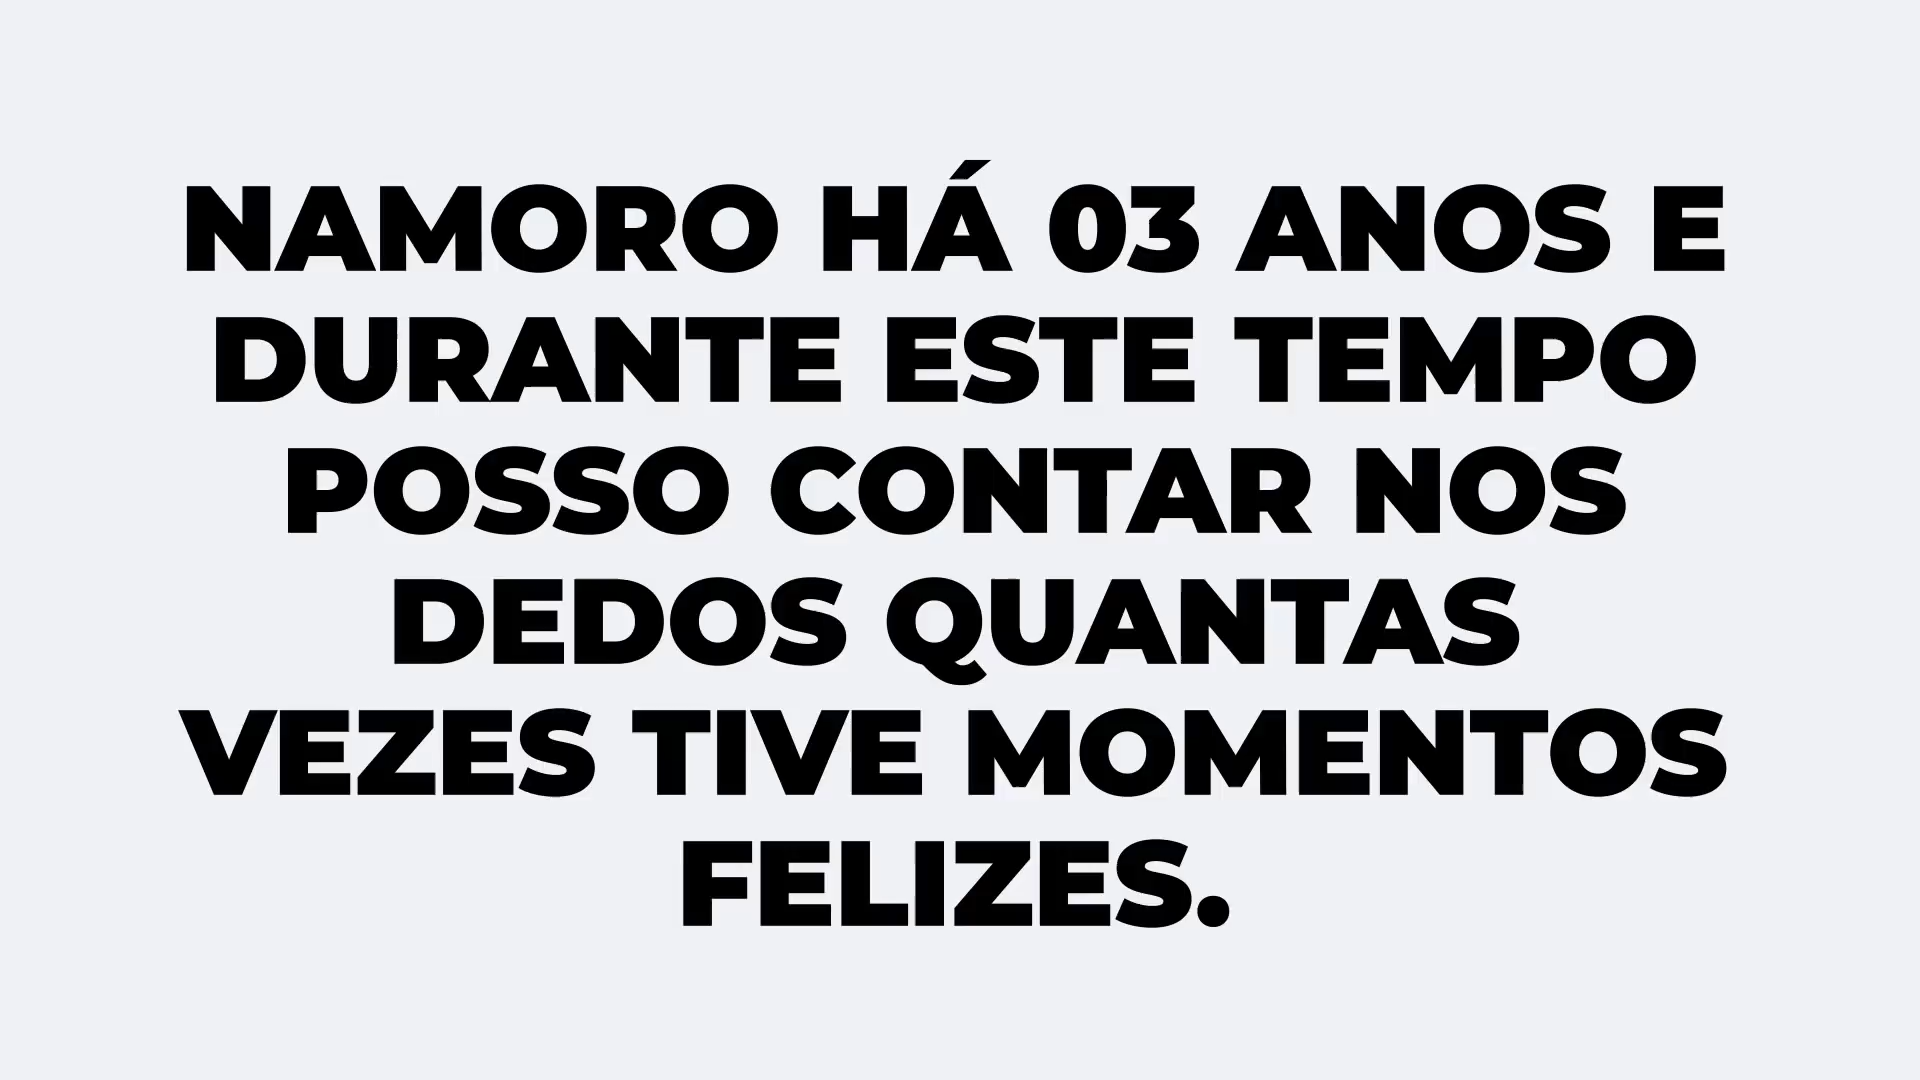 NAMORO HÁ 03 ANOS E
DURANTE ESTE TEMPO
POSSO CONTAR NOS
DEDOS QUANTAS
VEZES TIVE MOMENTOS
FELIZES.